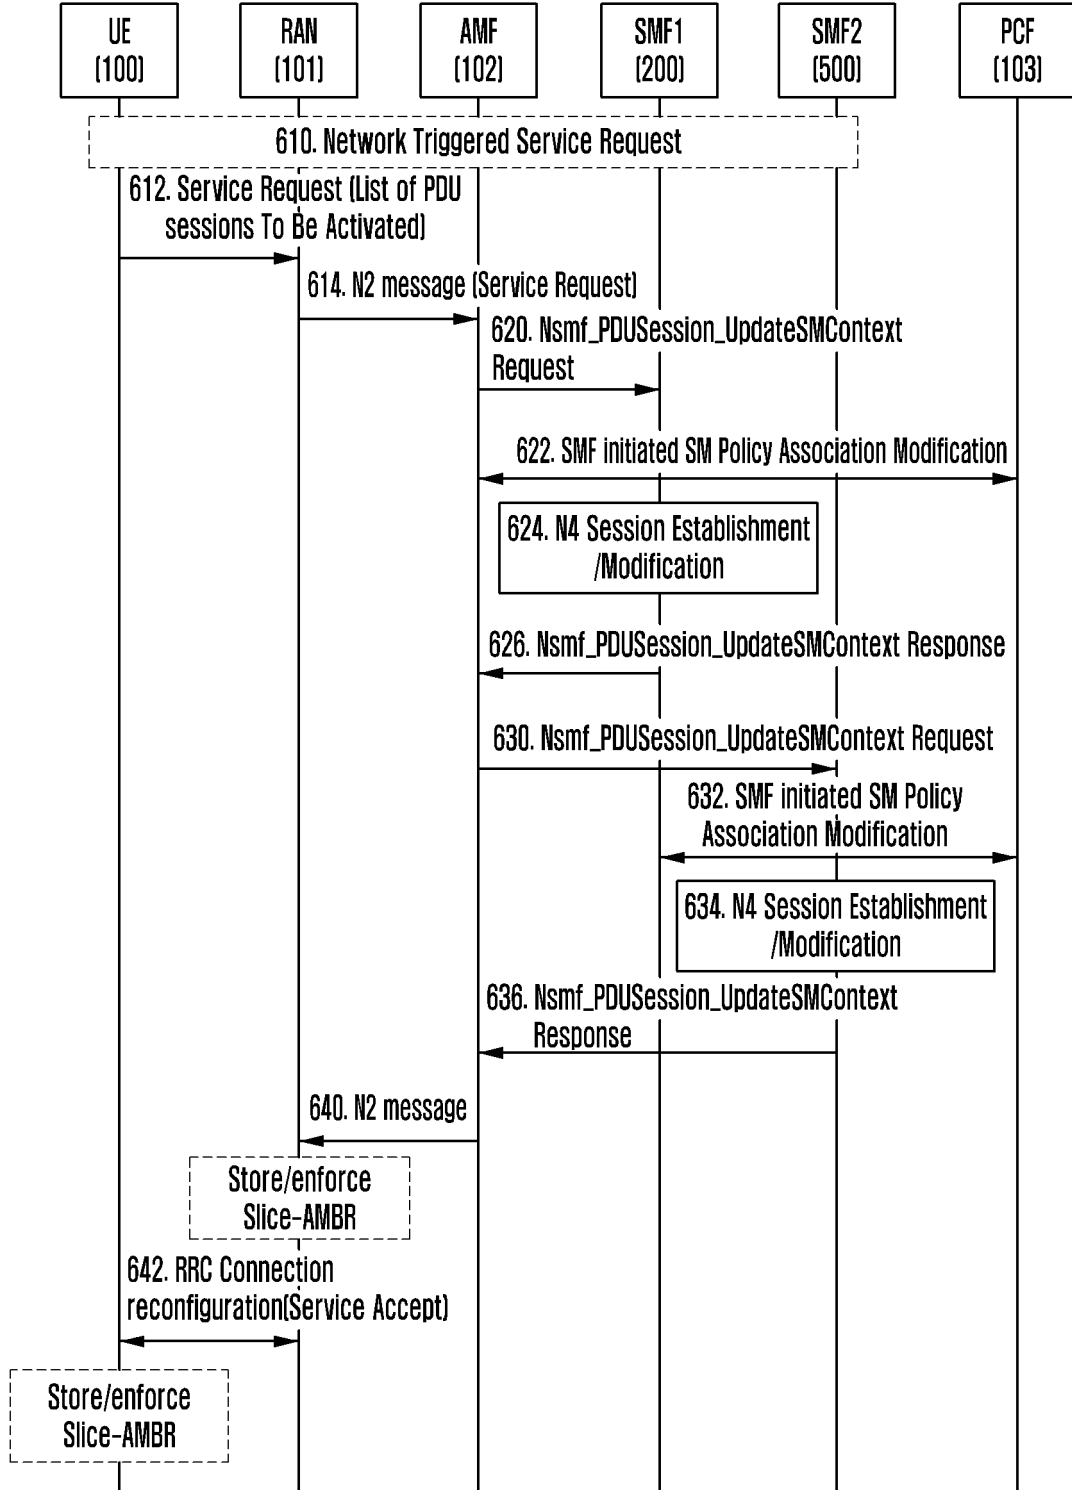 UE
(100)
RAN
(101)
AMF
(102)
SMF1
(200)
SMF2
(500)
PCF
(103)
610. Network Triggered Service Request
612. Service Request (List of PDU
sessions To Be Activated)
614. N2 message (Service Request)
620. Nsmf_PDUSession_UpdateSMContext
Request
622. SMF initiated SM Policy Association Modification
624. N4 Session Establishment
/Modification
626. Nsmf_PDUSession_UpdateSMContext Response
630. Nsmf_PDUSession_UpdateSMContext Request
632. SMF initiated SM Policy
Association Modification
634. N4 Session Establishment
/Modification
636. Nsmf_PDUSession_UpdateSMContext
Response
640. N2 message
Store/enforce
Slice-AMBR
642. RRC Connection
reconfiguration(Service Accept)
Store/enforce
Slice-AMBR